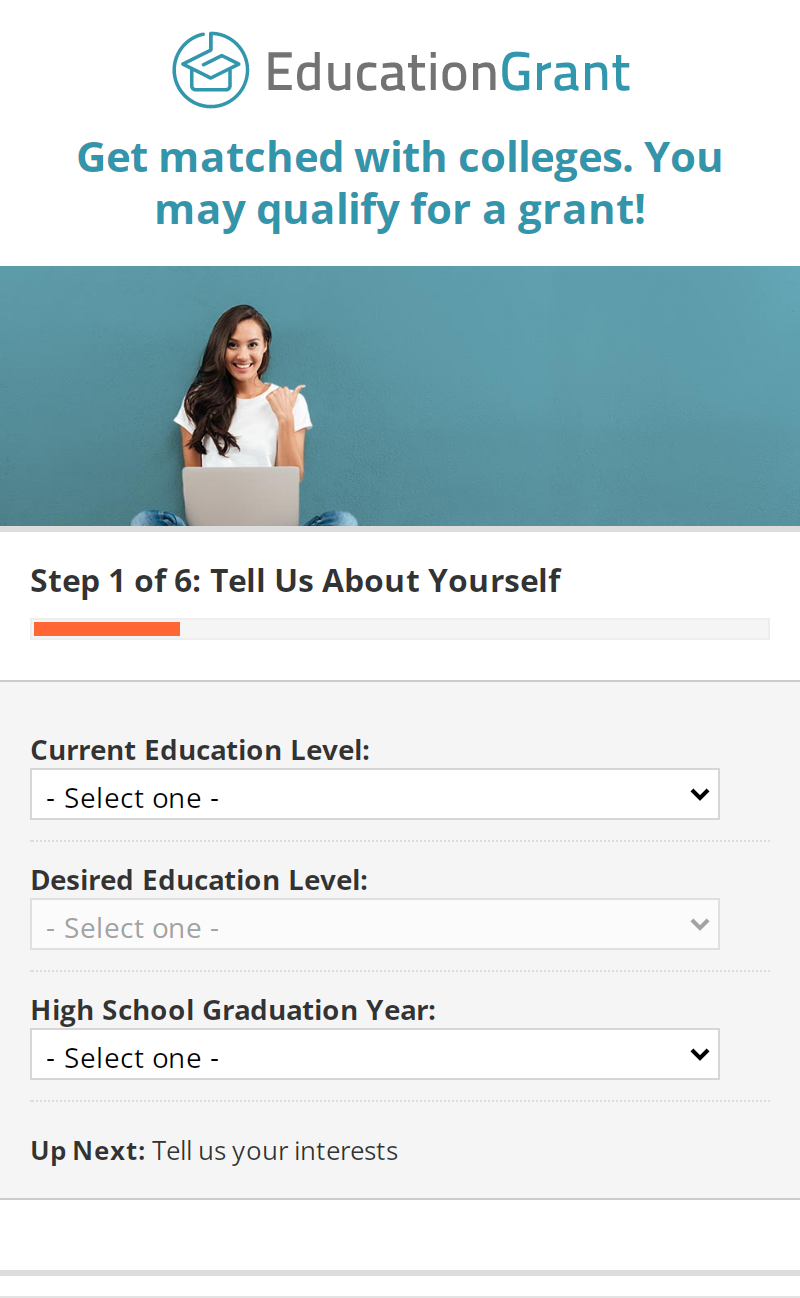 EducationGrant
Get matched with colleges. You
may qualify for a grant!
Step 1 of 6: Tell Us About Yourself
Current Education Level:
- Select one -
Desired Education Level:
- Select one -
High School Graduation Year:
- Select one -
Up Next: Tell us your interests